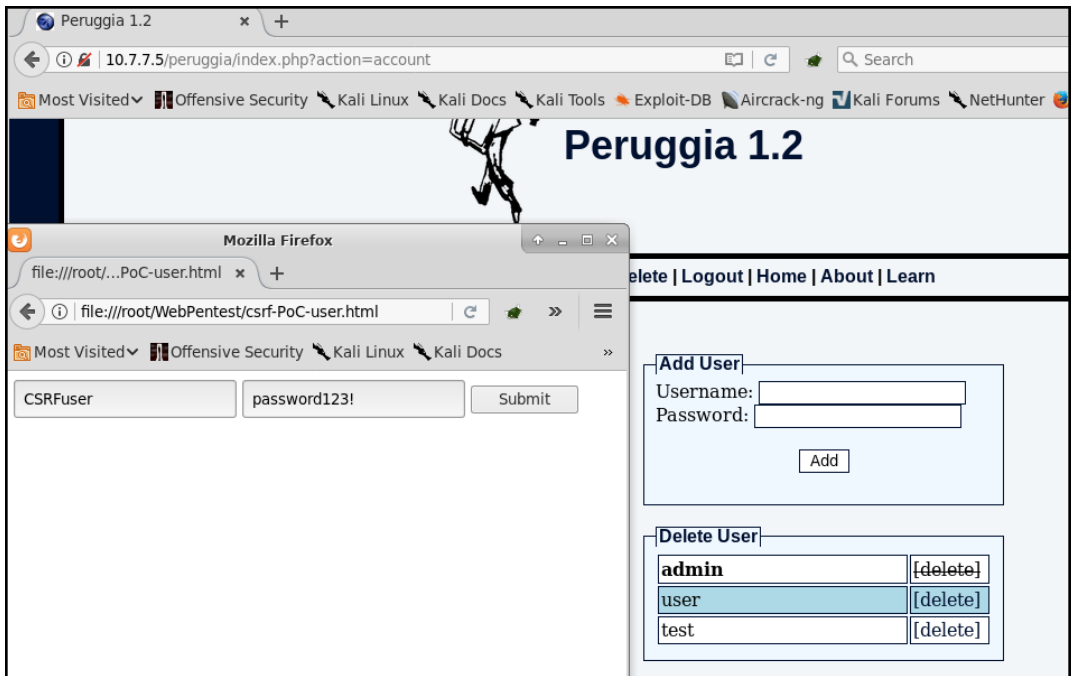 Peruggia 1.2
10.7.7.5/peruggia/index.php?action=account
Search
Most Visited Offensive Security Kali Linux Kali Docs Kali Tools Exploit-DB Aircrack-ng Kali Forums NetHunter
Peruggia 1.2
Mozilla Firefox
file:///root/...PoC-user.html
file:///root/WebPentest/csrf-PoC-user.html
Most Visited Offensive Security Kali Linux Kali Docs
CSRFuser password123! Submit
elete | Logout | Home | About | Learn
Add User
Username:
Password:
Add
Delete User
admin [delete]
user [delete]
test [delete]